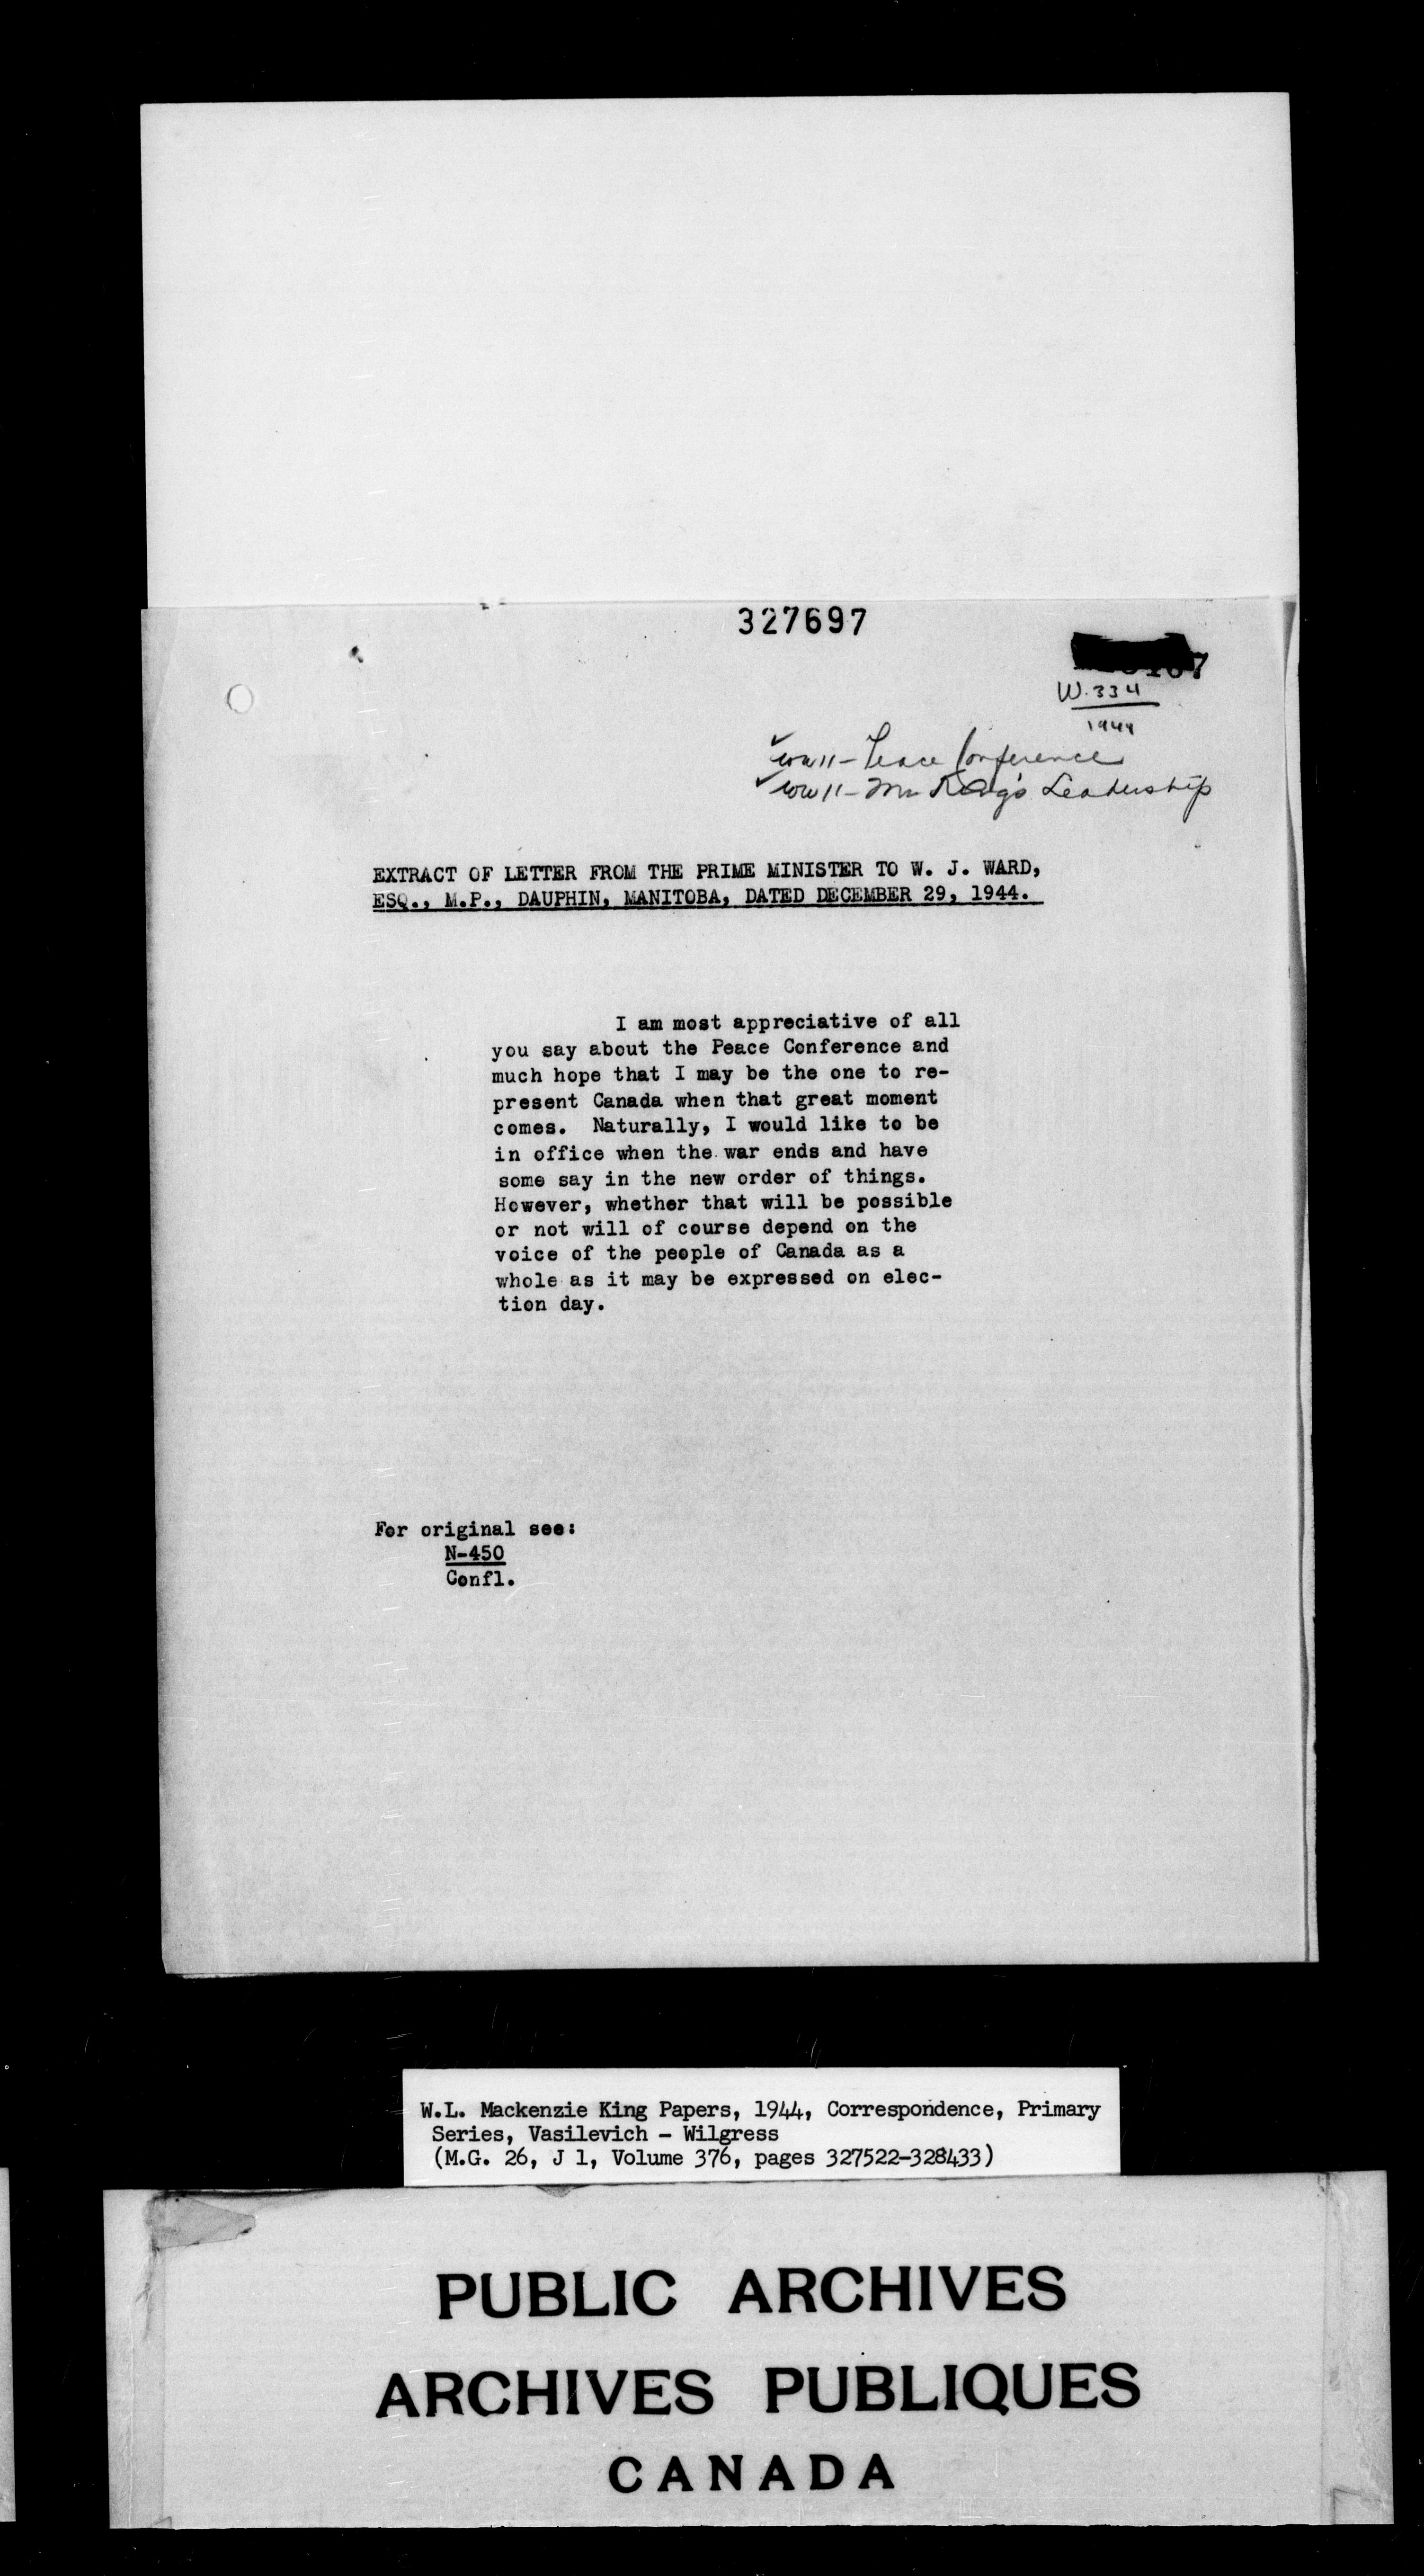 327697
W.334
1944
✓ WW11 - Peace Conference
✓ WW11 - Mr King's Leadership
EXTRACT OF LETTER FROM THE PRIME MINISTER TO W. J. WARD,
ESQ., M.P., DAUPHIN, MANITOBA, DATED DECEMBER 29, 1944.
I am most appreciative of all
you say about the Peace Conference and
much hope that I may be the one to re-
present Canada when that great moment
comes. Naturally, I would like to be
in office when the war ends and have
some say in the new order of things.
However, whether that will be possible
or not will of course depend on the
voice of the people of Canada as a
whole as it may be expressed on elec-
tion day.
For original see:
N-450
Confl.
W.L. Mackenzie King Papers, 1944, Correspondence, Primary
Series, Vasilevich - Wilgress
(M.G. 26, J 1, Volume 376, pages 327522-328433)
PUBLIC ARCHIVES
ARCHIVES PUBLIQUES
CANADA